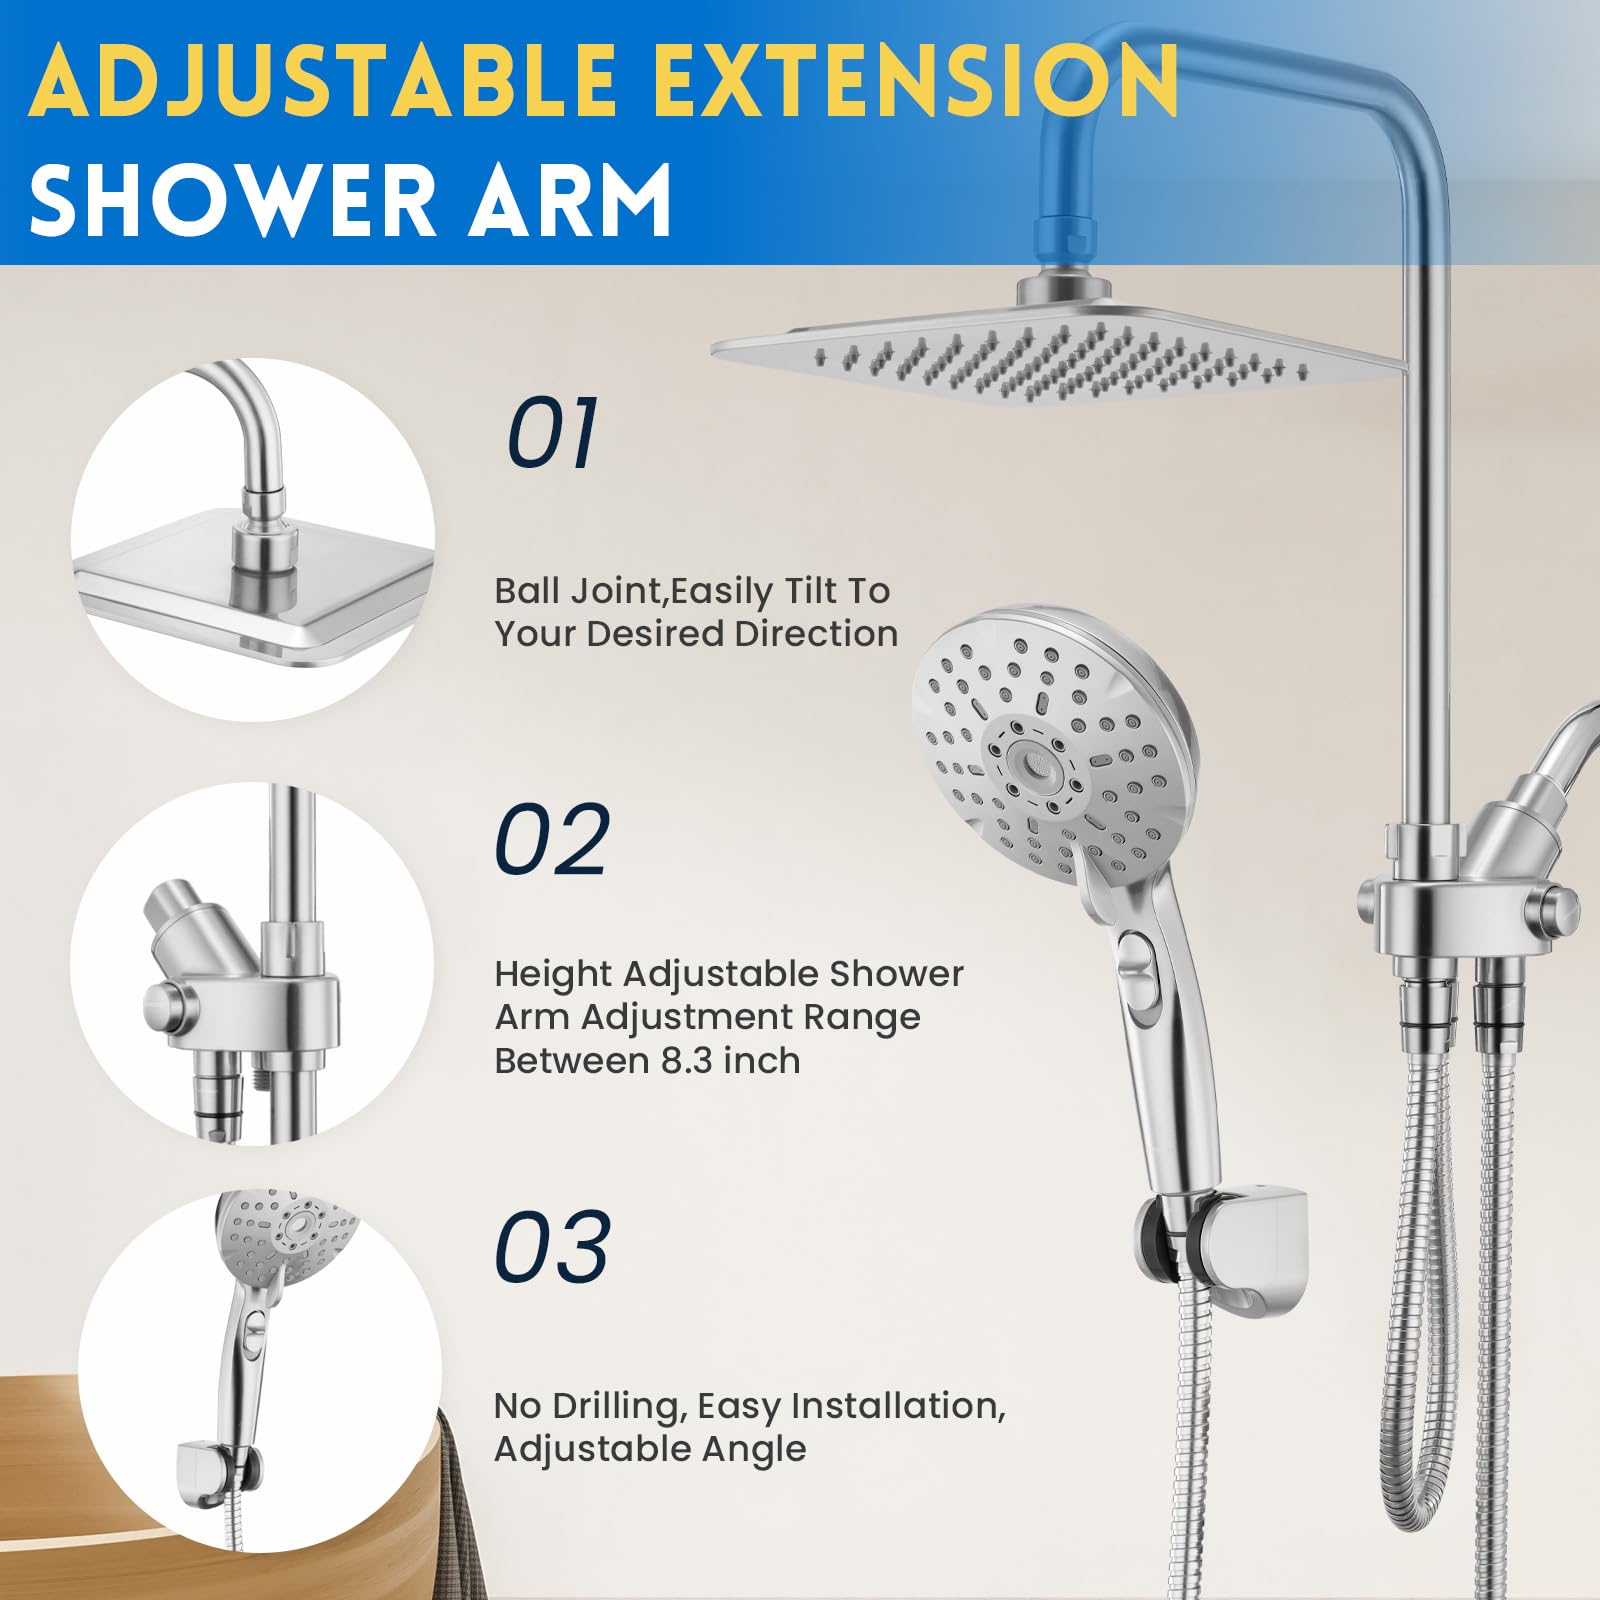 ADJUSTABLE EXTENSION
SHOWER ARM
01
Ball Joint,Easily Tilt To
Your Desired Direction
02
Height Adjustable Shower
Arm Adjustment Range
Between 8.3 inch
03
No Drilling, Easy Installation,
Adjustable Angle